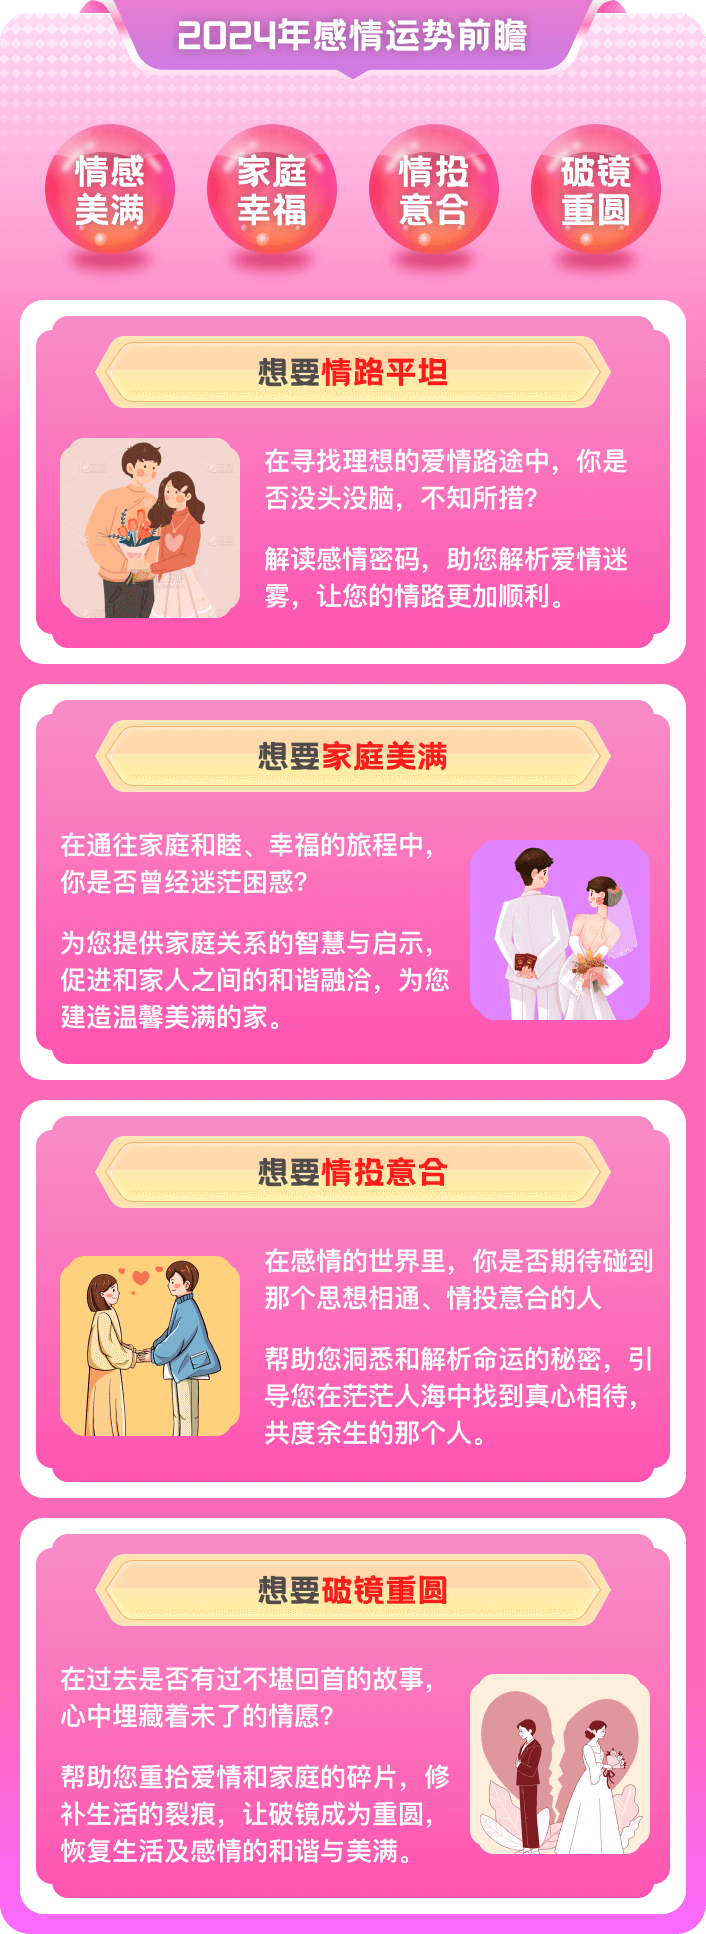 2024年感情运势前瞻
情感
美满
家庭
幸福
情投
意合
破镜
重圆
想要情路平坦
在寻找理想的爱情路途中，你是
否没头没脑，不知所措?
解读感情密码，助您解析爱情迷
雾，让您的情路更加顺利。
想要家庭美满
在通往家庭和睦、幸福的旅程中，
你是否曾经迷茫困惑?
为您提供家庭关系的智慧与启示，
促进和家人之间的和谐融洽，为您
建造温馨美满的家。
想要情投意合
在感情的世界里，你是否期待碰到
那个思想相通、情投意合的人
帮助您洞悉和解析命运的秘密，引
导您在茫茫人海中找到真心相待，
共度余生的那个人。
想要破镜重圆
在过去是否有过不堪回首的故事，
心中埋藏着未了的情愿?
帮助您重拾爱情和家庭的碎片，修
补生活的裂痕，让破镜成为重圆，
恢复生活及感情的和谐与美满。